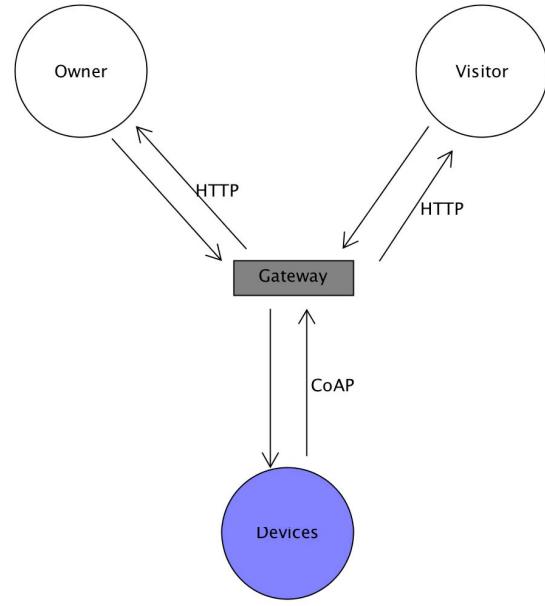 Owner
Visitor
HTTP
HTTP
Gateway
CoAP
Devices